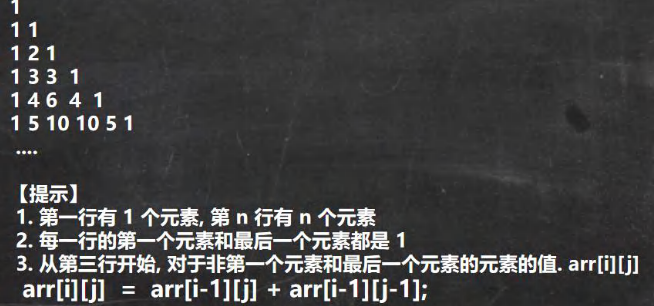 1
1 1
1 2 1
1 3 3 1
1 4 6 4 1
1 5 10 10 5 1
....
【提示】
1. 第一行有 1 个元素, 第 n 行有 n 个元素
2. 每一行的第一个元素和最后一个元素都是 1
3. 从第三行开始, 对于非第一个元素和最后一个元素的元素的值. arr[i][j]
arr[i][j] = arr[i-1][j] + arr[i-1][j-1];